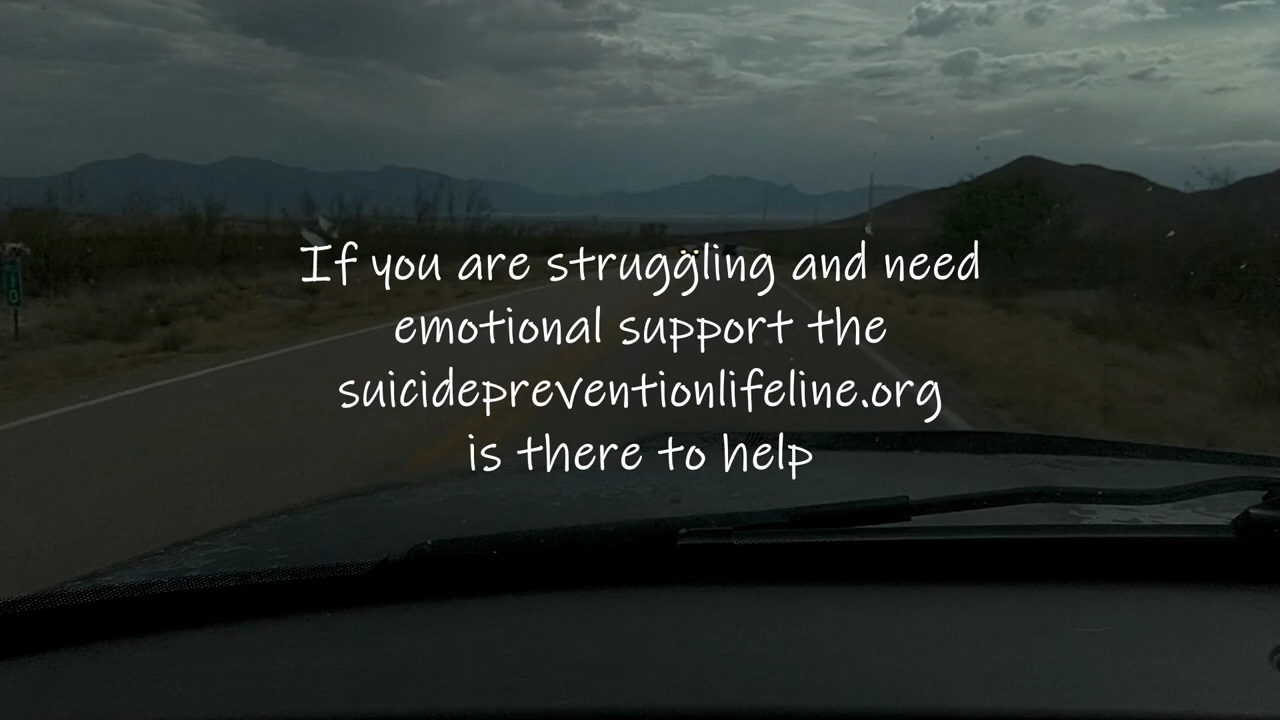 If you are struggling and need
emotional support the
suicidepreventionlifeline.org
is there to help